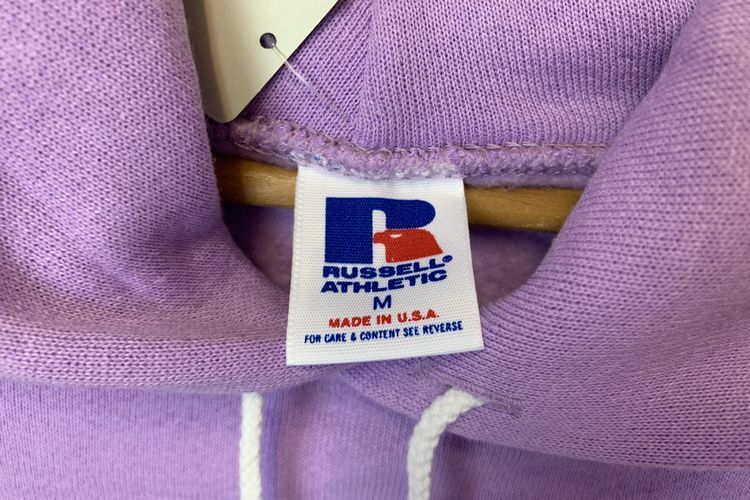 R
RUSSELL®
ATHLETIC
M
MADE IN U.S.A.
FOR CARE & CONTENT SEE REVERSE